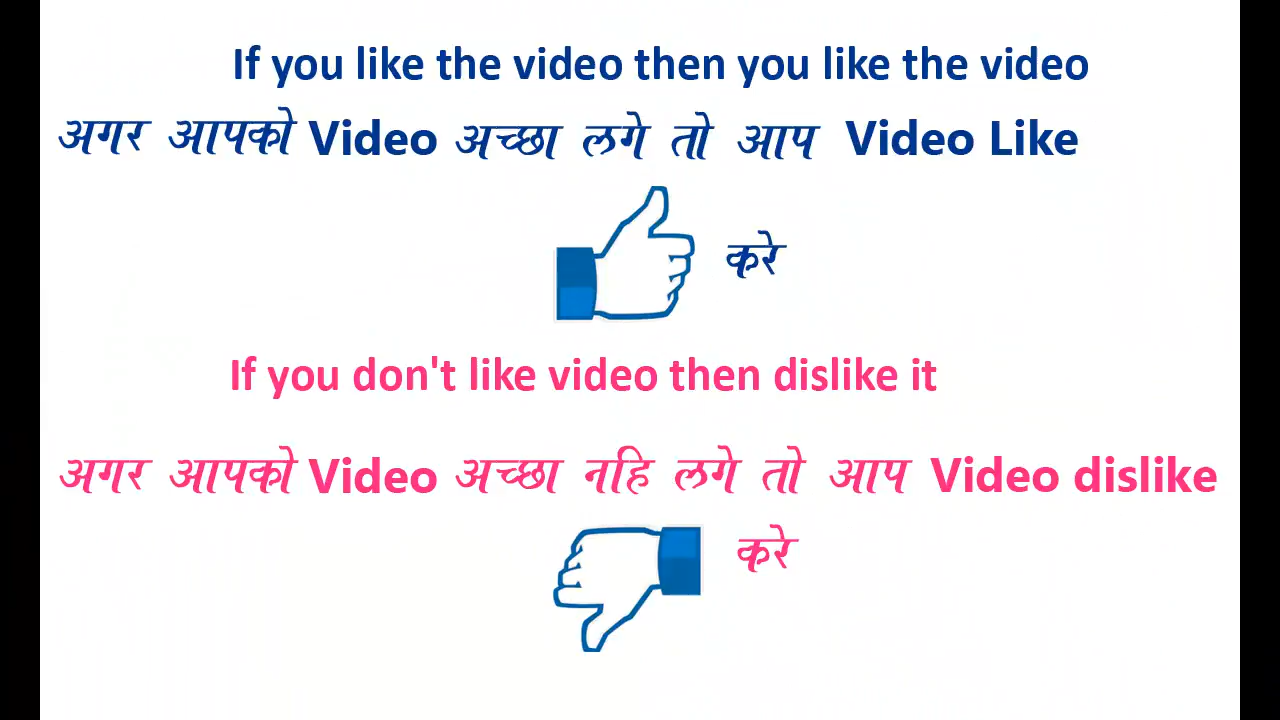 If you like the video then you like the video
अगर आपको Video अच्छा लगे तो आप Video Like
करे
If you don't like video then dislike it
अगर आपको Video अच्छा नहि लगे तो आप Video dislike
करे